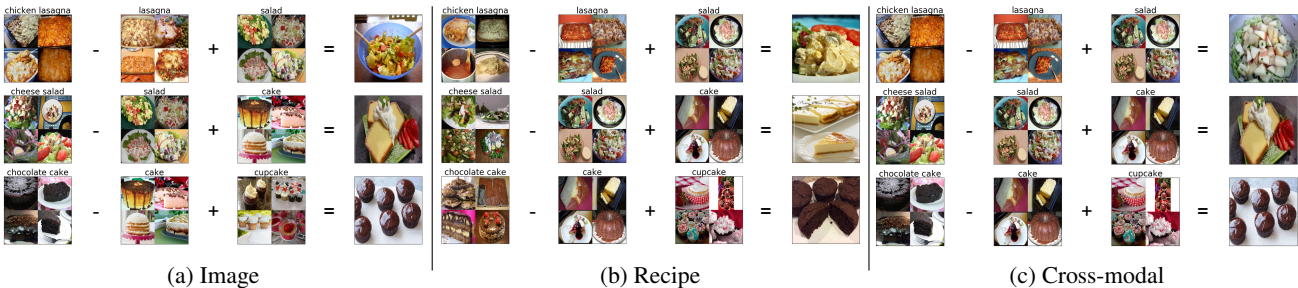 chicken lasagna - lasagna + salad =
cheese salad - salad + cake =
chocolate cake - cake + cupcake =
(a) Image
chicken lasagna - lasagna + salad =
cheese salad - salad + cake =
chocolate cake - cake + cupcake =
(b) Recipe
chicken lasagna - lasagna + salad =
cheese salad - salad + cake =
chocolate cake - cake + cupcake =
(c) Cross-modal